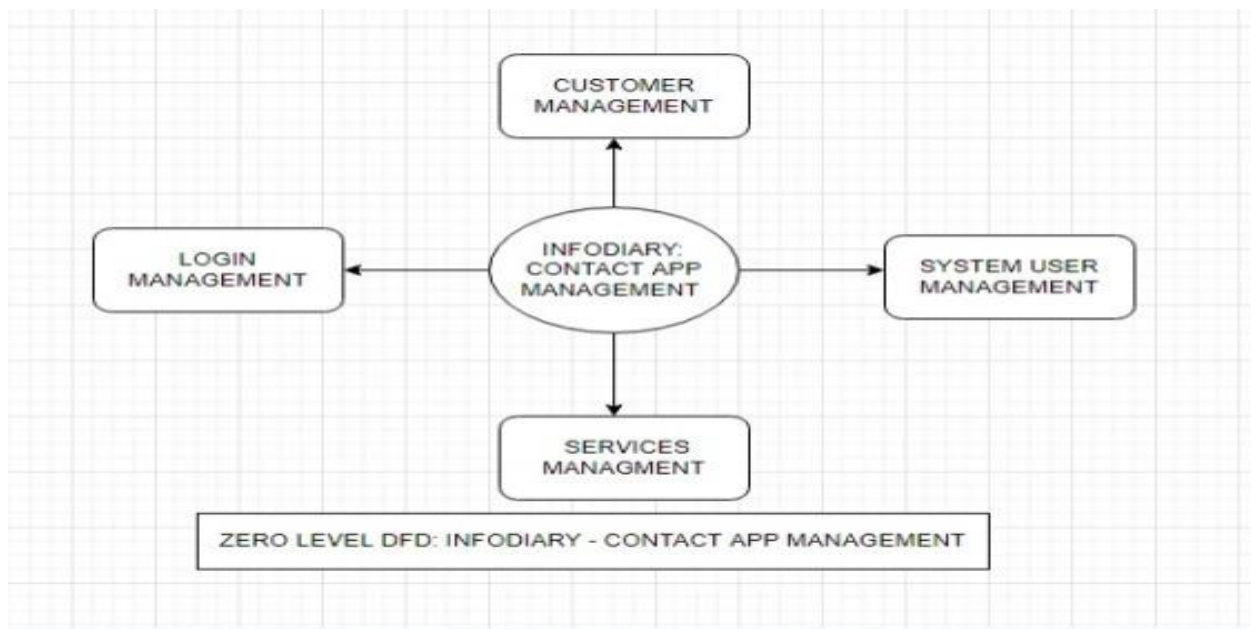 CUSTOMER
MANAGEMENT
LOGIN
MANAGEMENT
INFODIARY:
CONTACT APP
MANAGEMENT
SYSTEM USER
MANAGEMENT
SERVICES
MANAGMENT
ZERO LEVEL DFD: INFODIARY - CONTACT APP MANAGEMENT